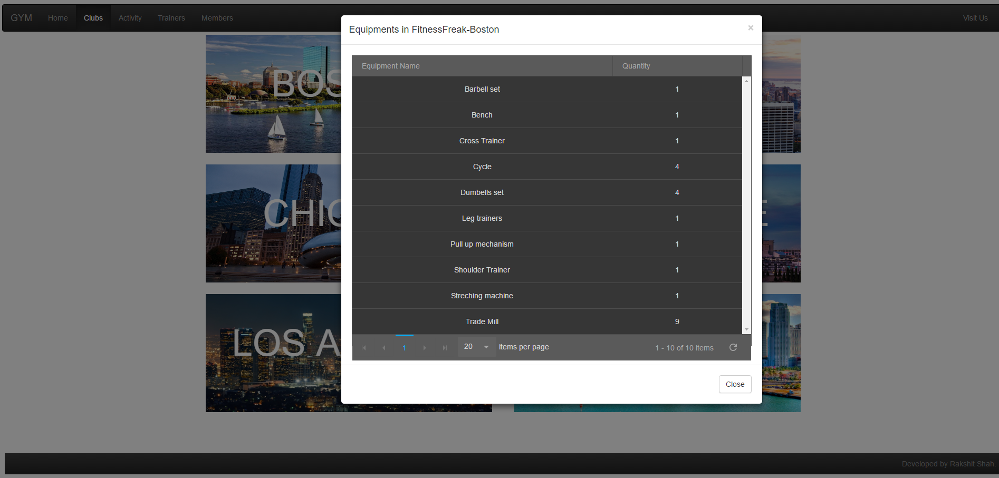 GYM Home Clubs Activity Trainers Members Visit Us
Equipments in FitnessFreak-Boston ×
Equipment Name Quantity
Barbell set 1
Bench 1
Cross Trainer 1
Cycle 4
Dumbells set 4
Leg trainers 1
Pull up mechanism 1
Shoulder Trainer 1
Streching machine 1
Trade Mill 9
1 20 items per page 1 - 10 of 10 items
Close
BOS
CHIC
E
LOS A
Developed by Rakshit Shah.